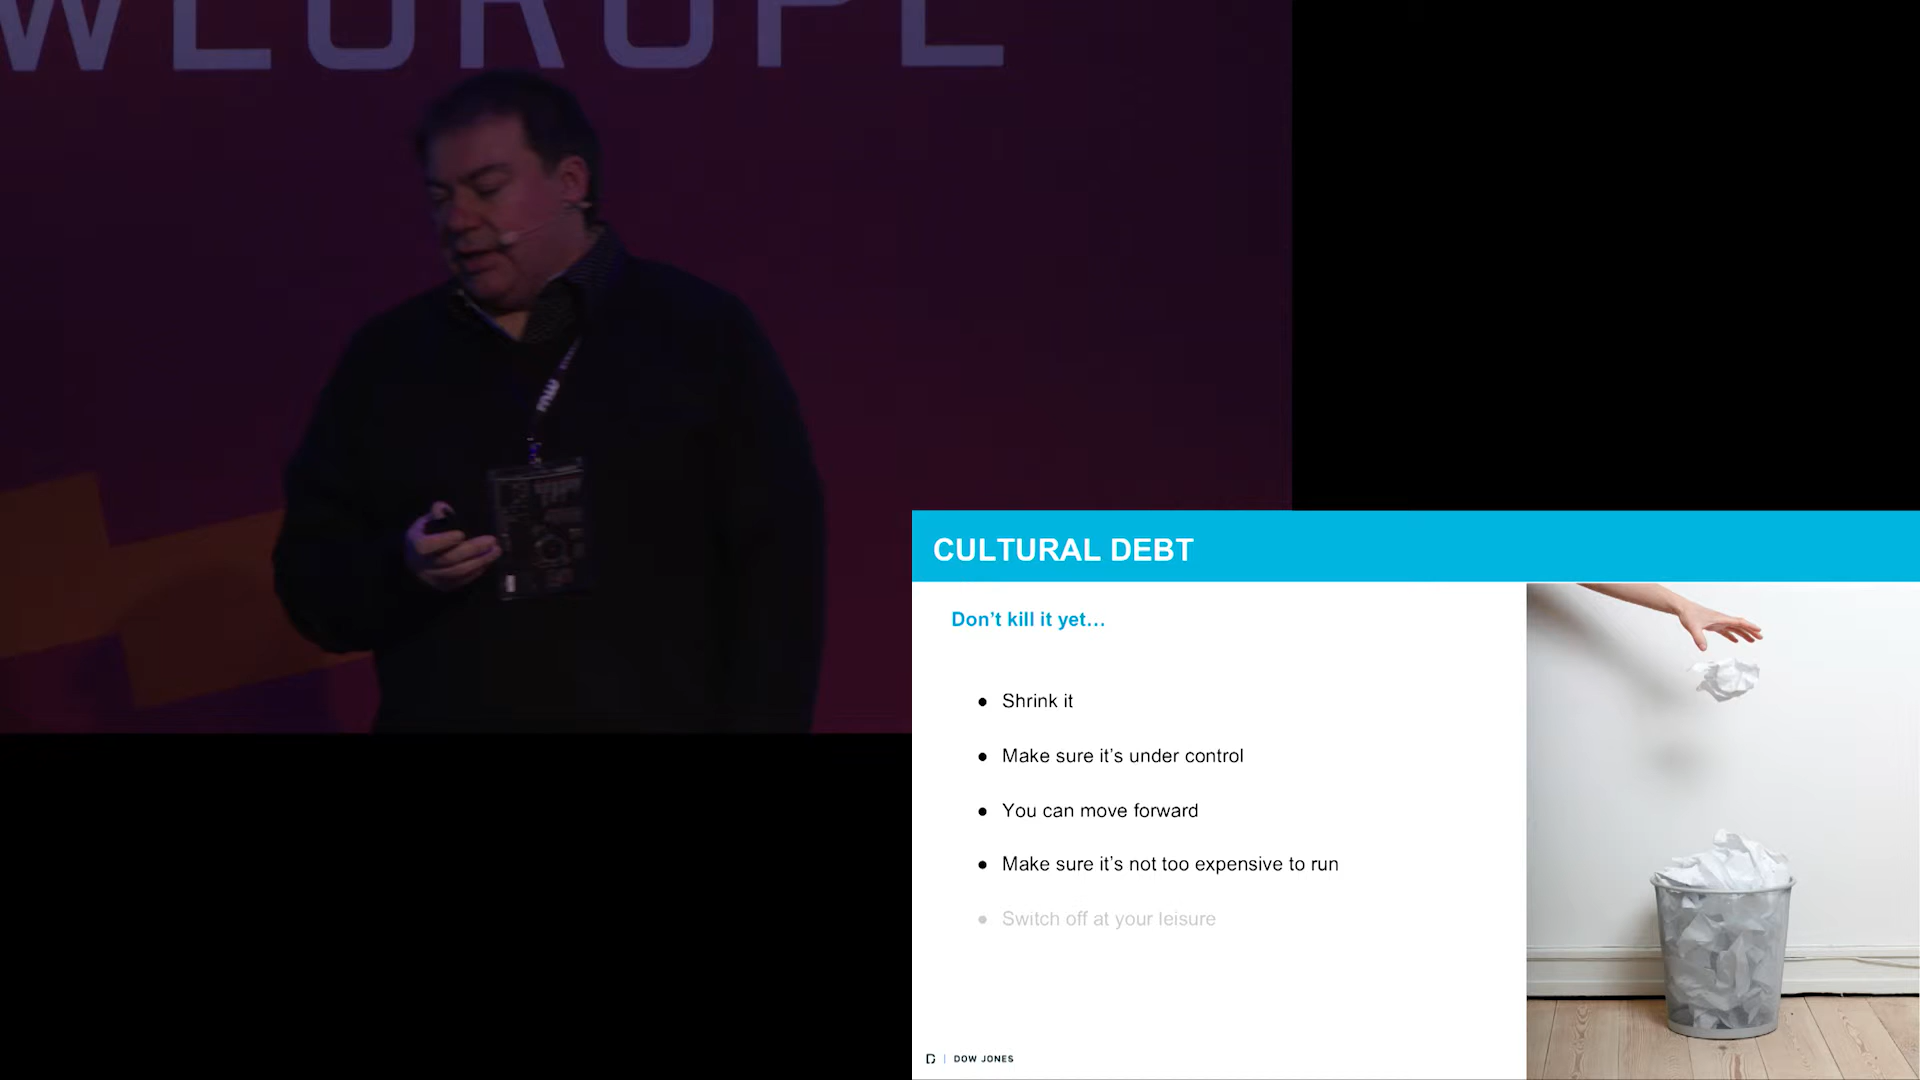 WEUROPE
CULTURAL DEBT
Don’t kill it yet…
● Shrink it
● Make sure it’s under control
● You can move forward
● Make sure it’s not too expensive to run
● Switch off at your leisure
D | DOW JONES